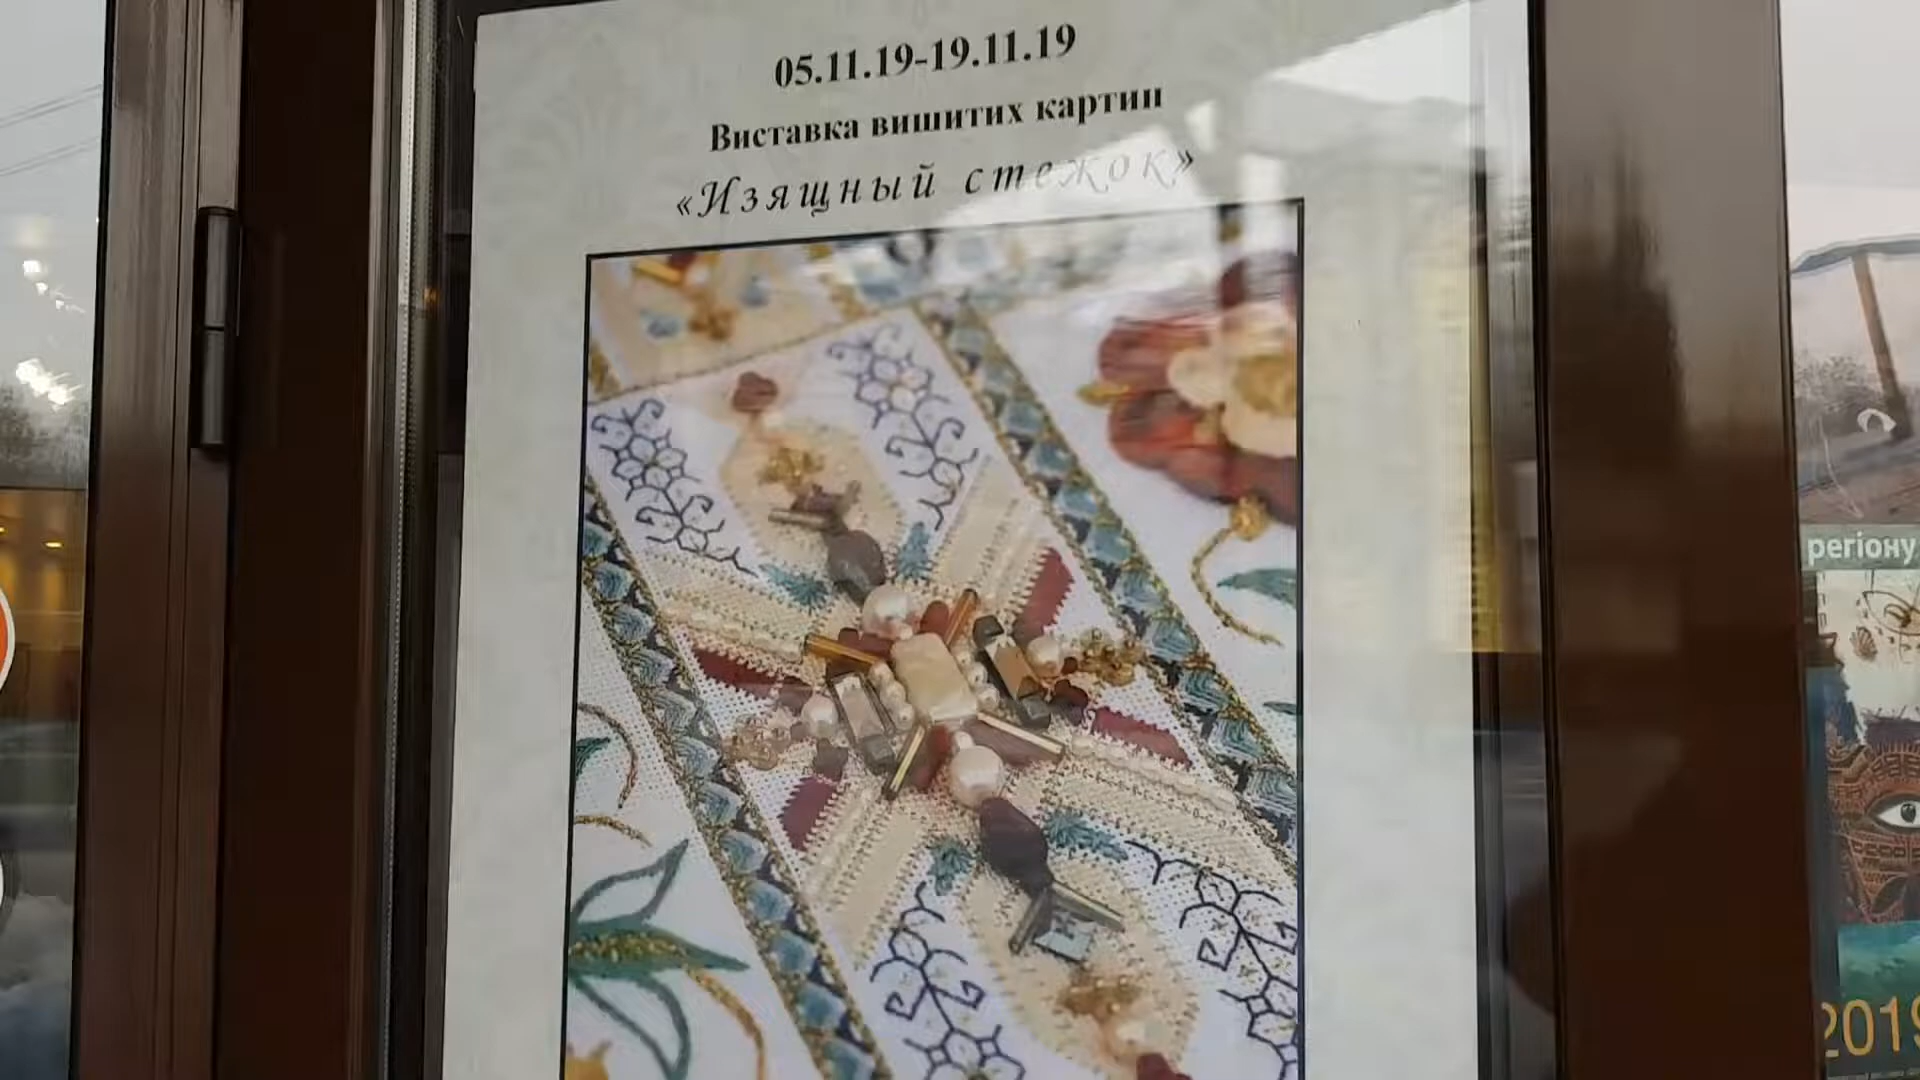 05.11.19-19.11.19
Виставка вишитих картин
«Изящный стежок»
регіону
2019